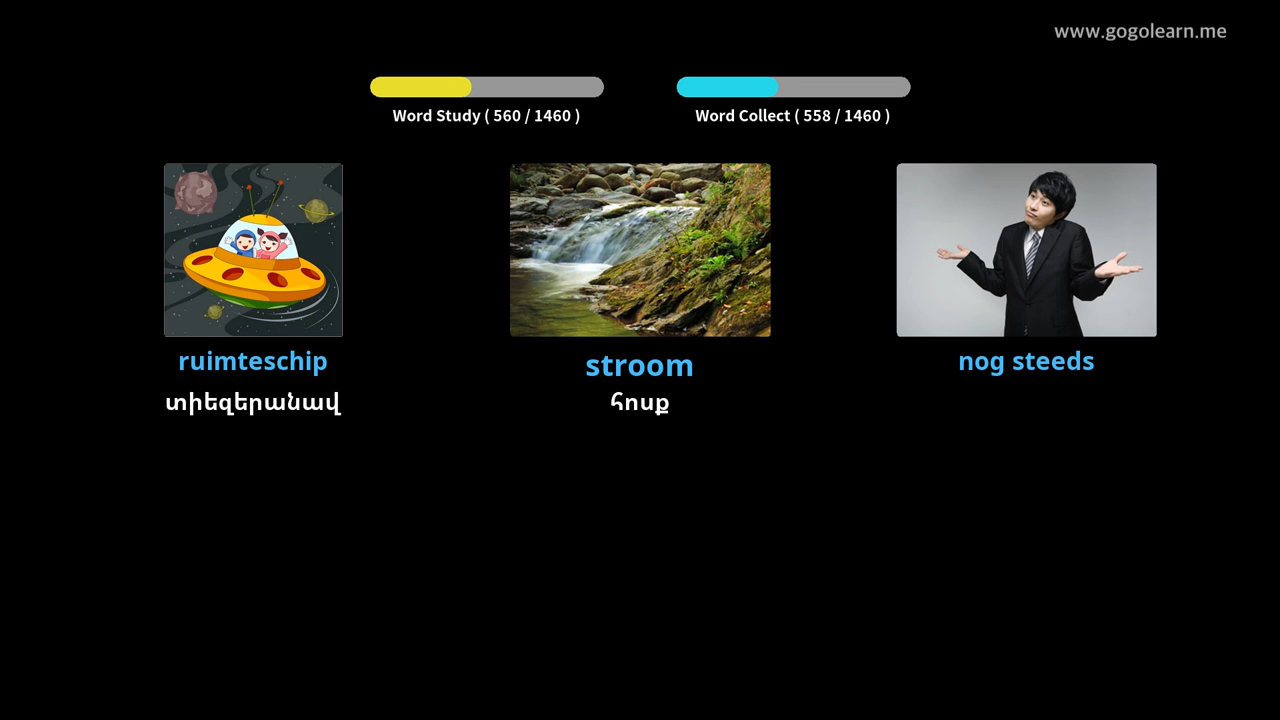 www.gogolearn.me
Word Study ( 560 / 1460 )
Word Collect ( 558 / 1460 )
ruimteschip
տիեզերանավ
stroom
հոսք
nog steeds